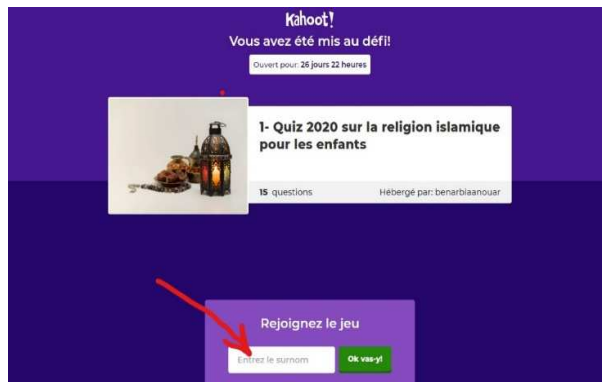 Kahoot!
Vous avez été mis au défi!
Ouvert pour: 26 jours 22 heures
1- Quiz 2020 sur la religion islamique
pour les enfants
15 questions
Hébergé par: benarbiaanouar
Rejoignez le jeu
Entrez le surnom
Ok vas-y!